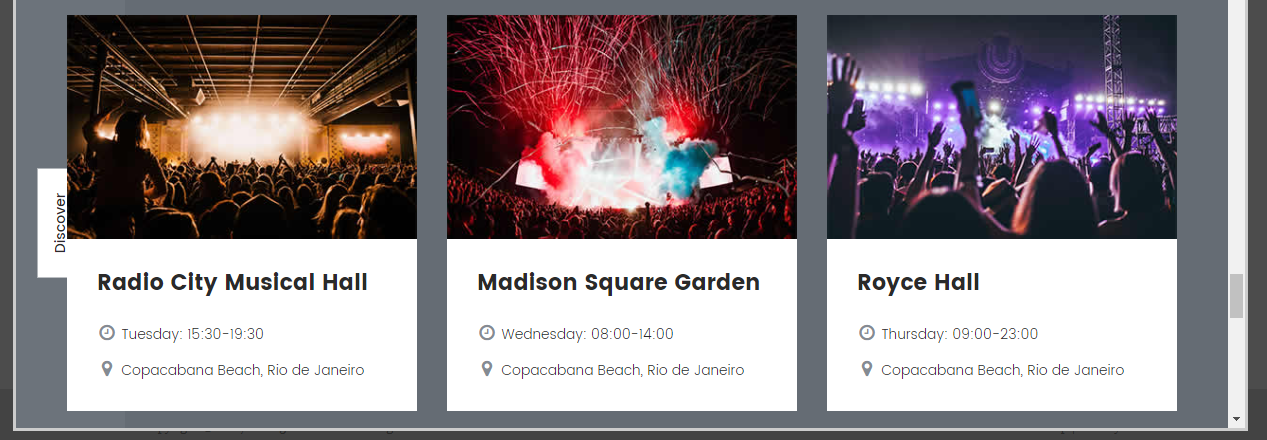 Discover
Radio City Musical Hall
Tuesday: 15:30-19:30
Copacabana Beach, Rio de Janeiro
Madison Square Garden
Wednesday: 08:00-14:00
Copacabana Beach, Rio de Janeiro
Royce Hall
Thursday: 09:00-23:00
Copacabana Beach, Rio de Janeiro